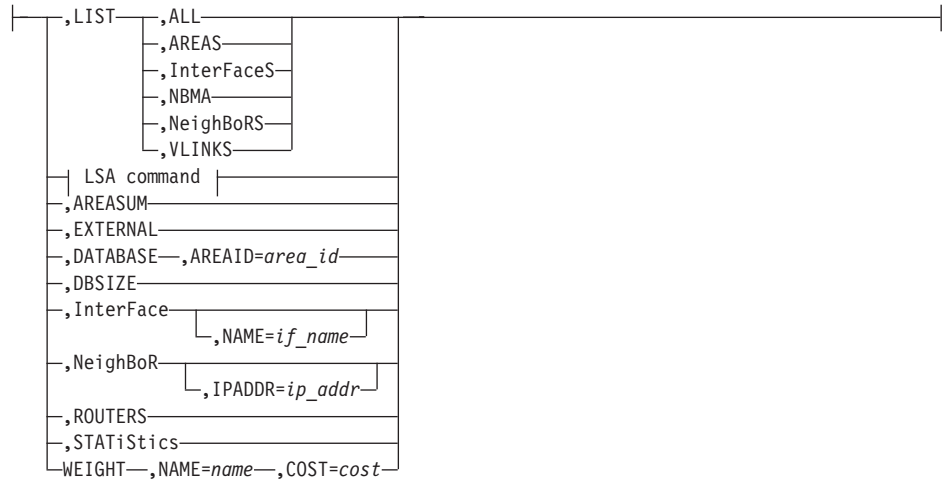 ,LIST ,ALL
,AREAS
,InterFaceS
,NBMA
,NeighBoRS
,VLINKS
LSA command
,AREASUM
,EXTERNAL
,DATABASE ,AREAID=area_id
,DBSIZE
,InterFace
,NAME=if_name
,NeighBoR
,IPADDR=ip_addr
,ROUTERS
,STATiStics
WEIGHT ,NAME=name ,COST=cost